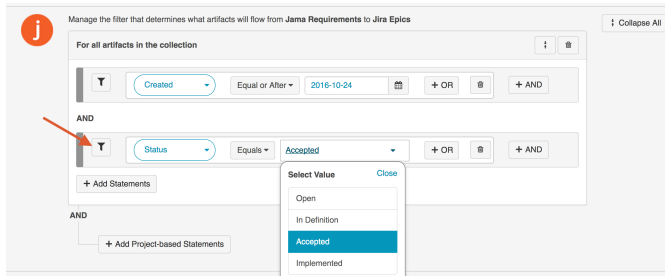 j
Manage the filter that determines what artifacts will flow from Jama Requirements to Jira Epics
Collapse All
For all artifacts in the collection
Created
Equal or After
2016-10-24
+ OR
+ AND
AND
Status
Equals
Accepted
+ OR
+ AND
Select Value
Close
+ Add Statements
Open
In Definition
AND
Accepted
+ Add Project-based Statements
Implemented